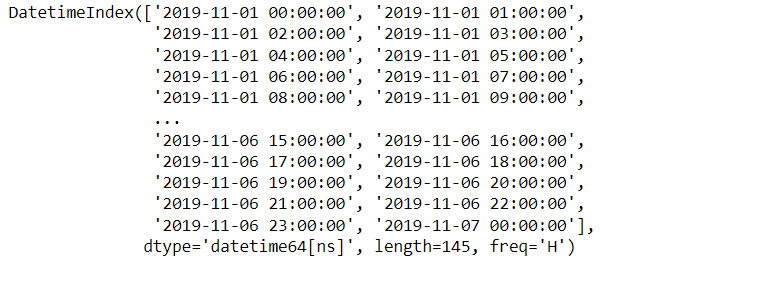 DatetimeIndex(['2019-11-01 00:00:00', '2019-11-01 01:00:00',
'2019-11-01 02:00:00', '2019-11-01 03:00:00',
'2019-11-01 04:00:00', '2019-11-01 05:00:00',
'2019-11-01 06:00:00', '2019-11-01 07:00:00',
'2019-11-01 08:00:00', '2019-11-01 09:00:00',
...
'2019-11-06 15:00:00', '2019-11-06 16:00:00',
'2019-11-06 17:00:00', '2019-11-06 18:00:00',
'2019-11-06 19:00:00', '2019-11-06 20:00:00',
'2019-11-06 21:00:00', '2019-11-06 22:00:00',
'2019-11-06 23:00:00', '2019-11-07 00:00:00'],
dtype='datetime64[ns]', length=145, freq='H')